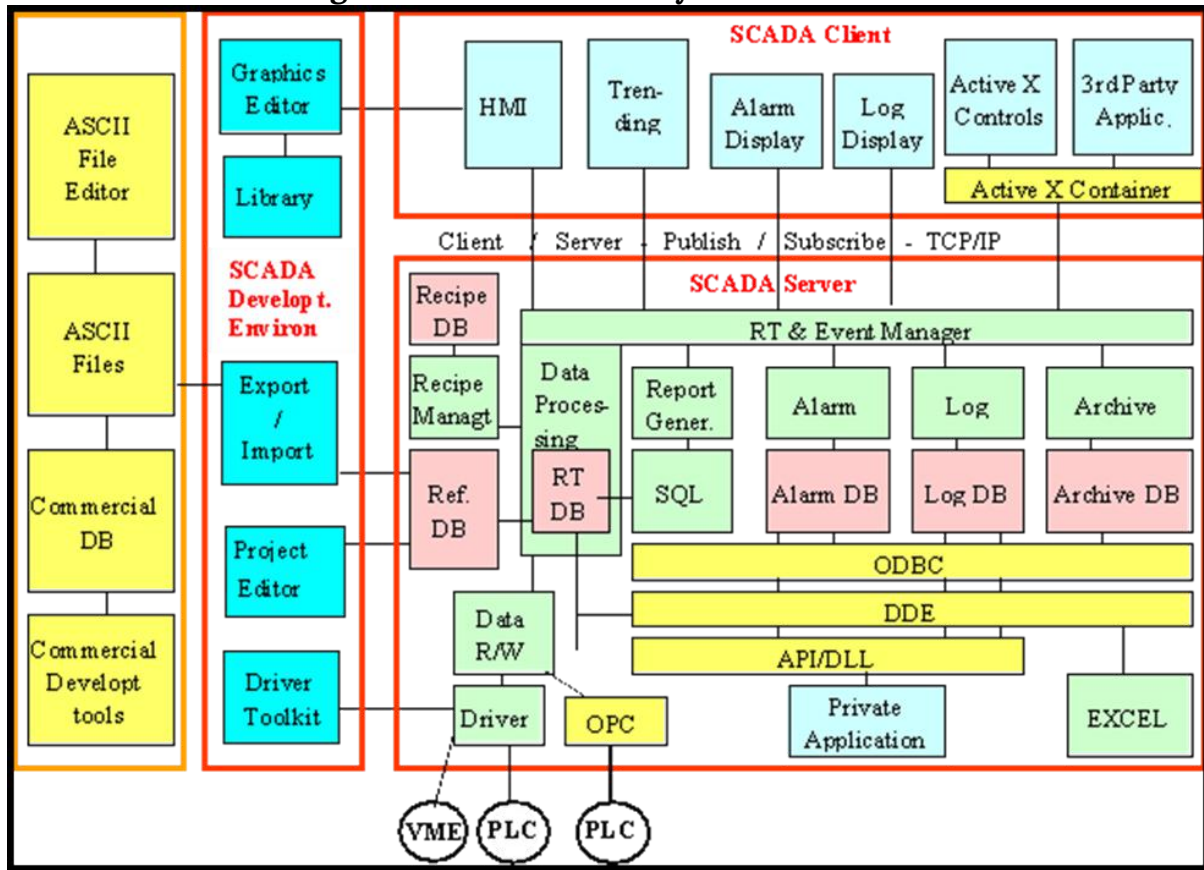 SCADA Client
Graphics
Editor
HMI
Tren-
ding
Alarm
Display
Log
Display
Active X
Controls
3rd Party
Applic.
Active X Container
ASCII
File
Editor
Library
Client / Server - Publish / Subscribe - TCP/IP
SCADA
Developt.
Environ
SCADA Server
Recipe
DB
RT & Event Manager
ASCII
Files
Export
/
Import
Recipe
Managt
Data
Proces-
sing
Report
Gener.
Alarm
Log
Archive
Commercial
DB
Ref.
DB
RT
DB
SQL
Alarm DB
Log DB
Archive DB
ODBC
Project
Editor
Data
R/W
DDE
API/DLL
Commercial
Developt
tools
Driver
Toolkit
Driver
OPC
Private
Application
EXCEL
VME
PLC
PLC